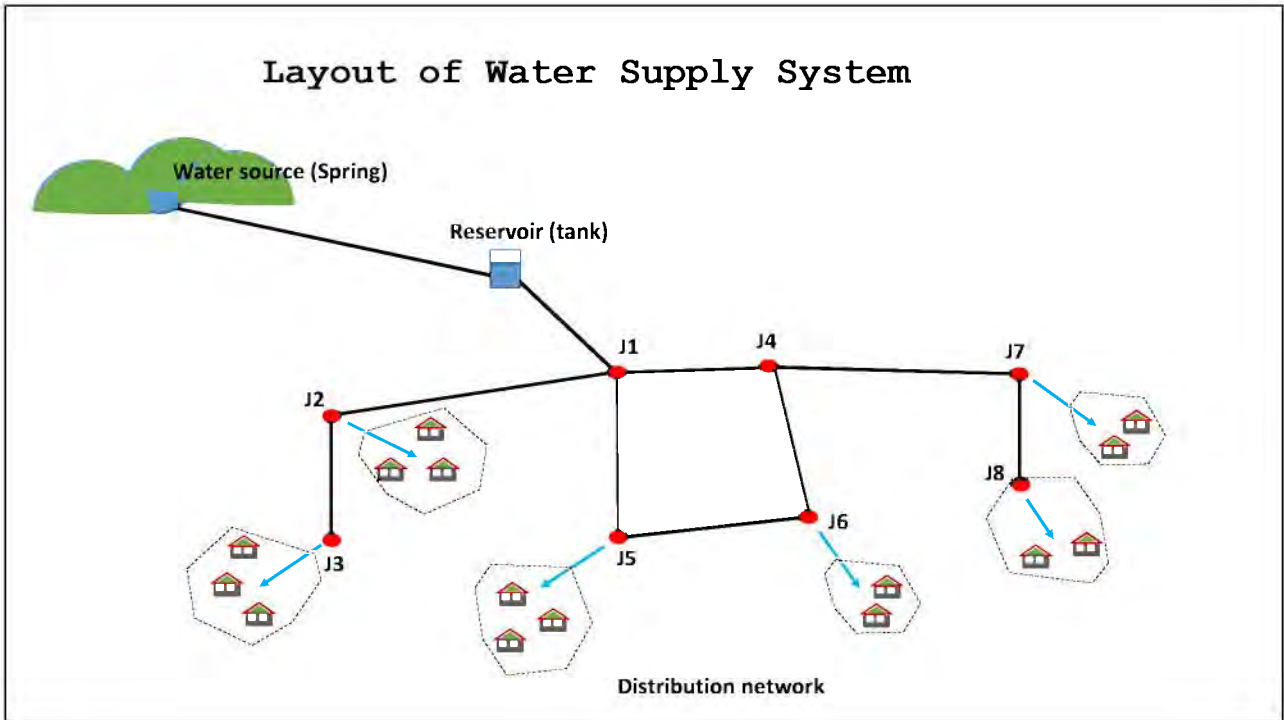 Layout of Water Supply System
Water source (Spring)
Reservoir (tank)
J1
J4
J7
J2
J8
J6
J5
J3
Distribution network